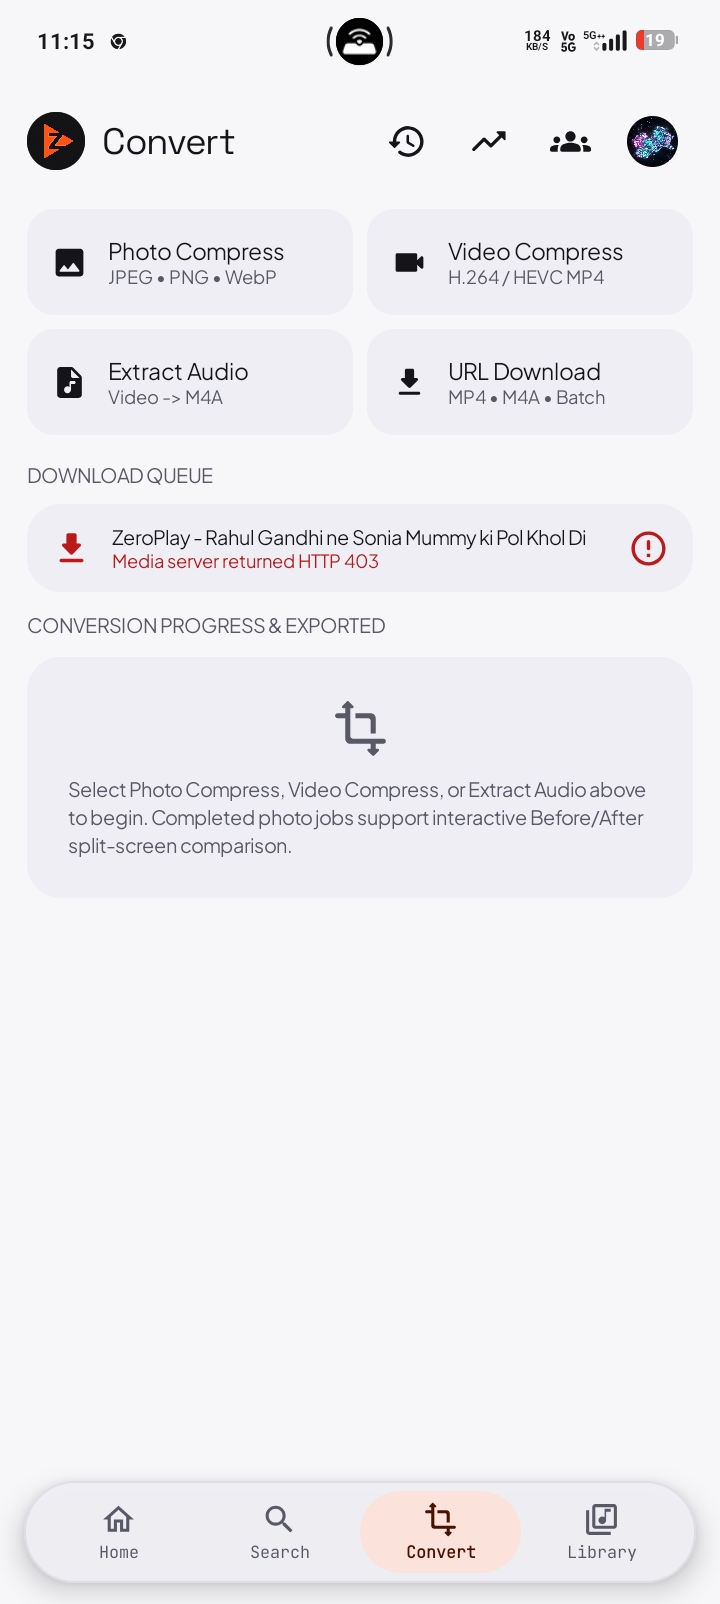 11:15
184 KB/S Vo 5G 5G++ 19
Convert
Photo Compress
JPEG • PNG • WebP
Video Compress
H.264 / HEVC MP4
Extract Audio
Video -> M4A
URL Download
MP4 • M4A • Batch
DOWNLOAD QUEUE
ZeroPlay - Rahul Gandhi ne Sonia Mummy ki Pol Khol Di
Media server returned HTTP 403
CONVERSION PROGRESS & EXPORTED
Select Photo Compress, Video Compress, or Extract Audio above
to begin. Completed photo jobs support interactive Before/After
split-screen comparison.
Home
Search
Convert
Library